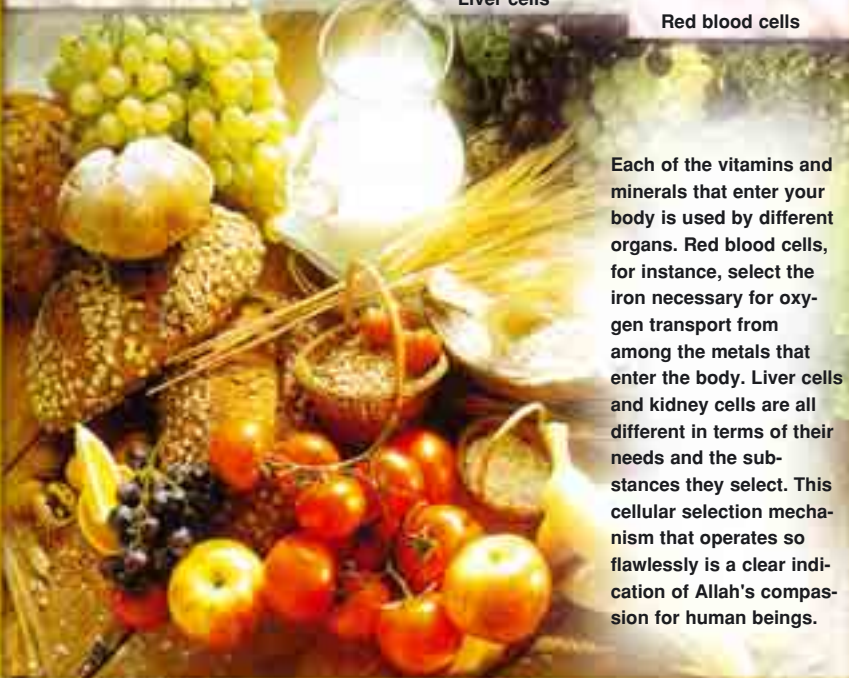 Liver cells
Red blood cells
Each of the vitamins and
minerals that enter your
body is used by different
organs. Red blood cells,
for instance, select the
iron necessary for oxy-
gen transport from
among the metals that
enter the body. Liver cells
and kidney cells are all
different in terms of their
needs and the sub-
stances they select. This
cellular selection mecha-
nism that operates so
flawlessly is a clear indi-
cation of Allah's compas-
sion for human beings.